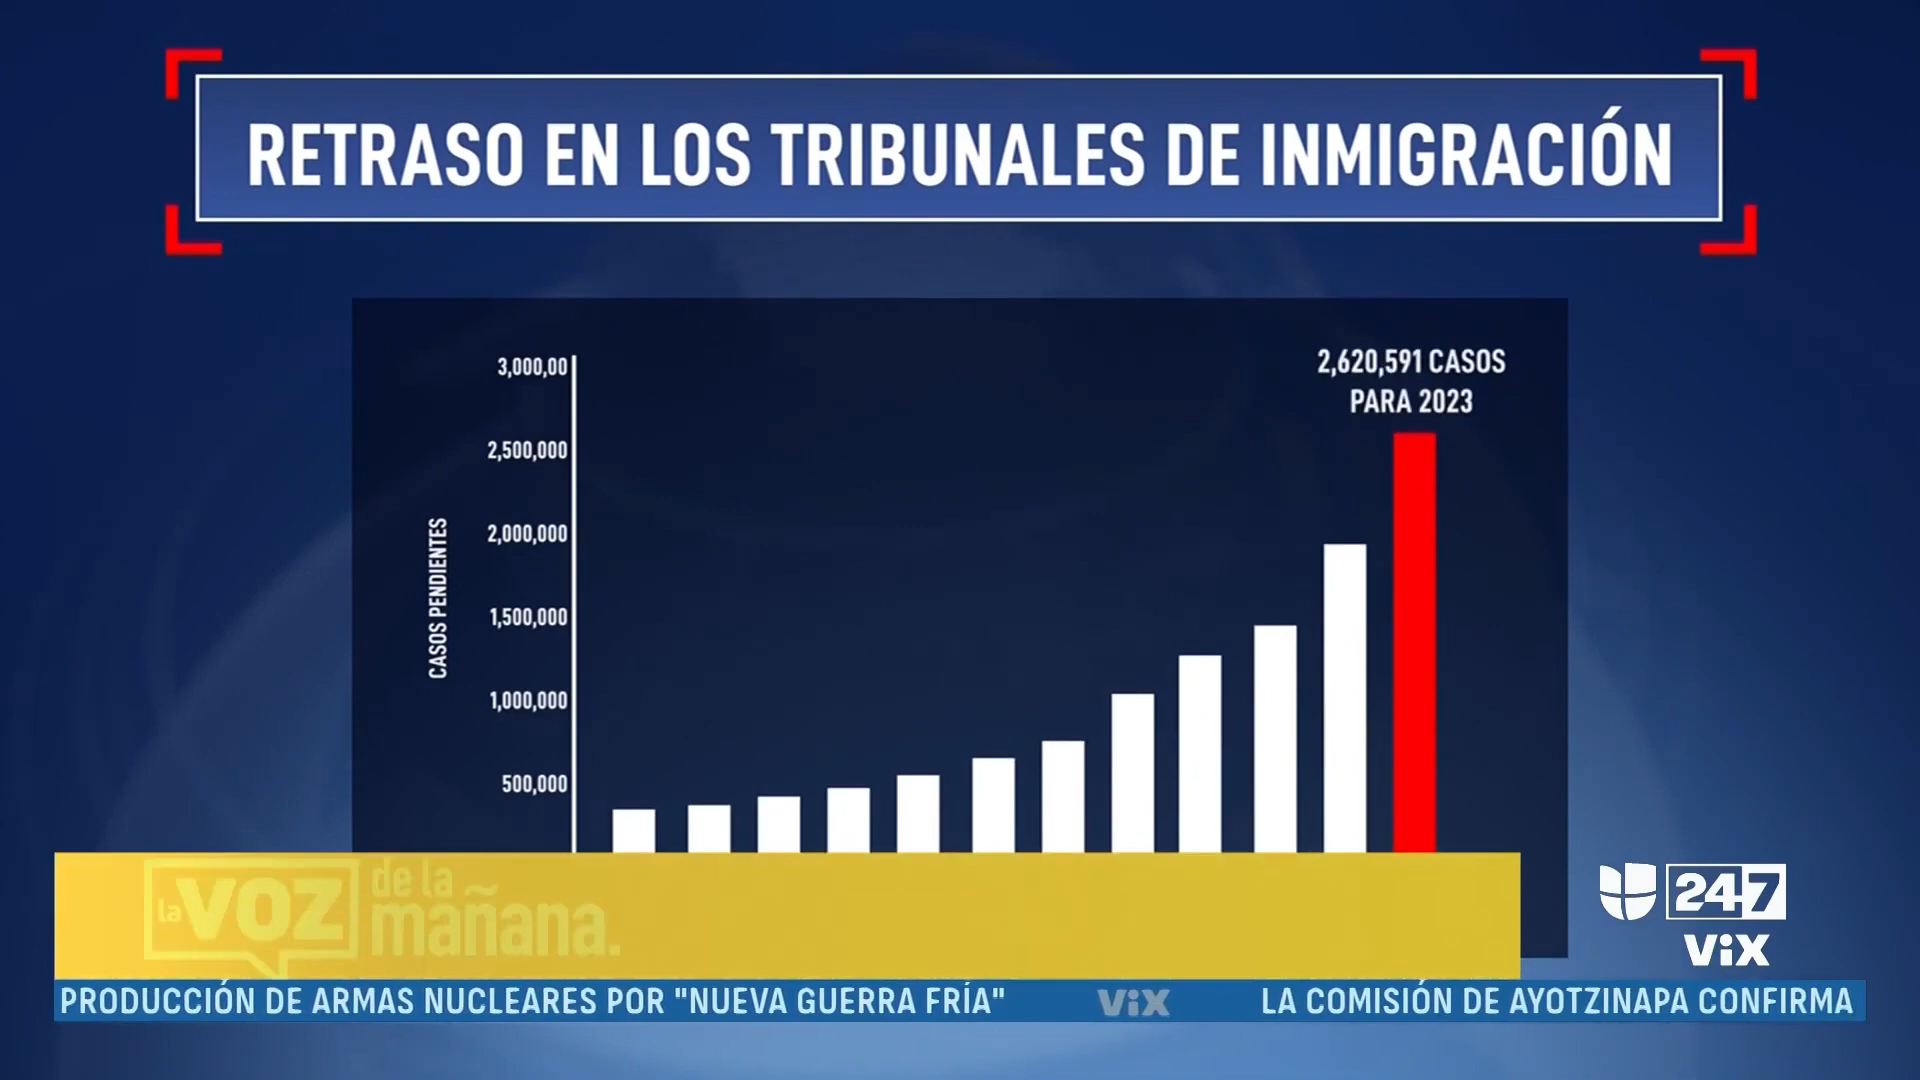 RETRASO EN LOS TRIBUNALES DE INMIGRACIÓN
2,620,591 CASOS
PARA 2023
3,000,00
2,500,000
2,000,000
1,500,000
1,000,000
500,000
CASOS PENDIENTES
la VOZ de la mañana.
24-7
ViX
PRODUCCIÓN DE ARMAS NUCLEARES POR "NUEVA GUERRA FRÍA" ViX LA COMISIÓN DE AYOTZINAPA CONFIRMA